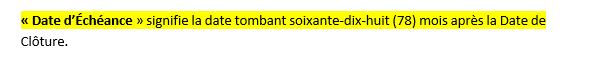 « Date d'Échéance » signifie la date tombant soixante-dix-huit (78) mois après la Date de
Clôture.